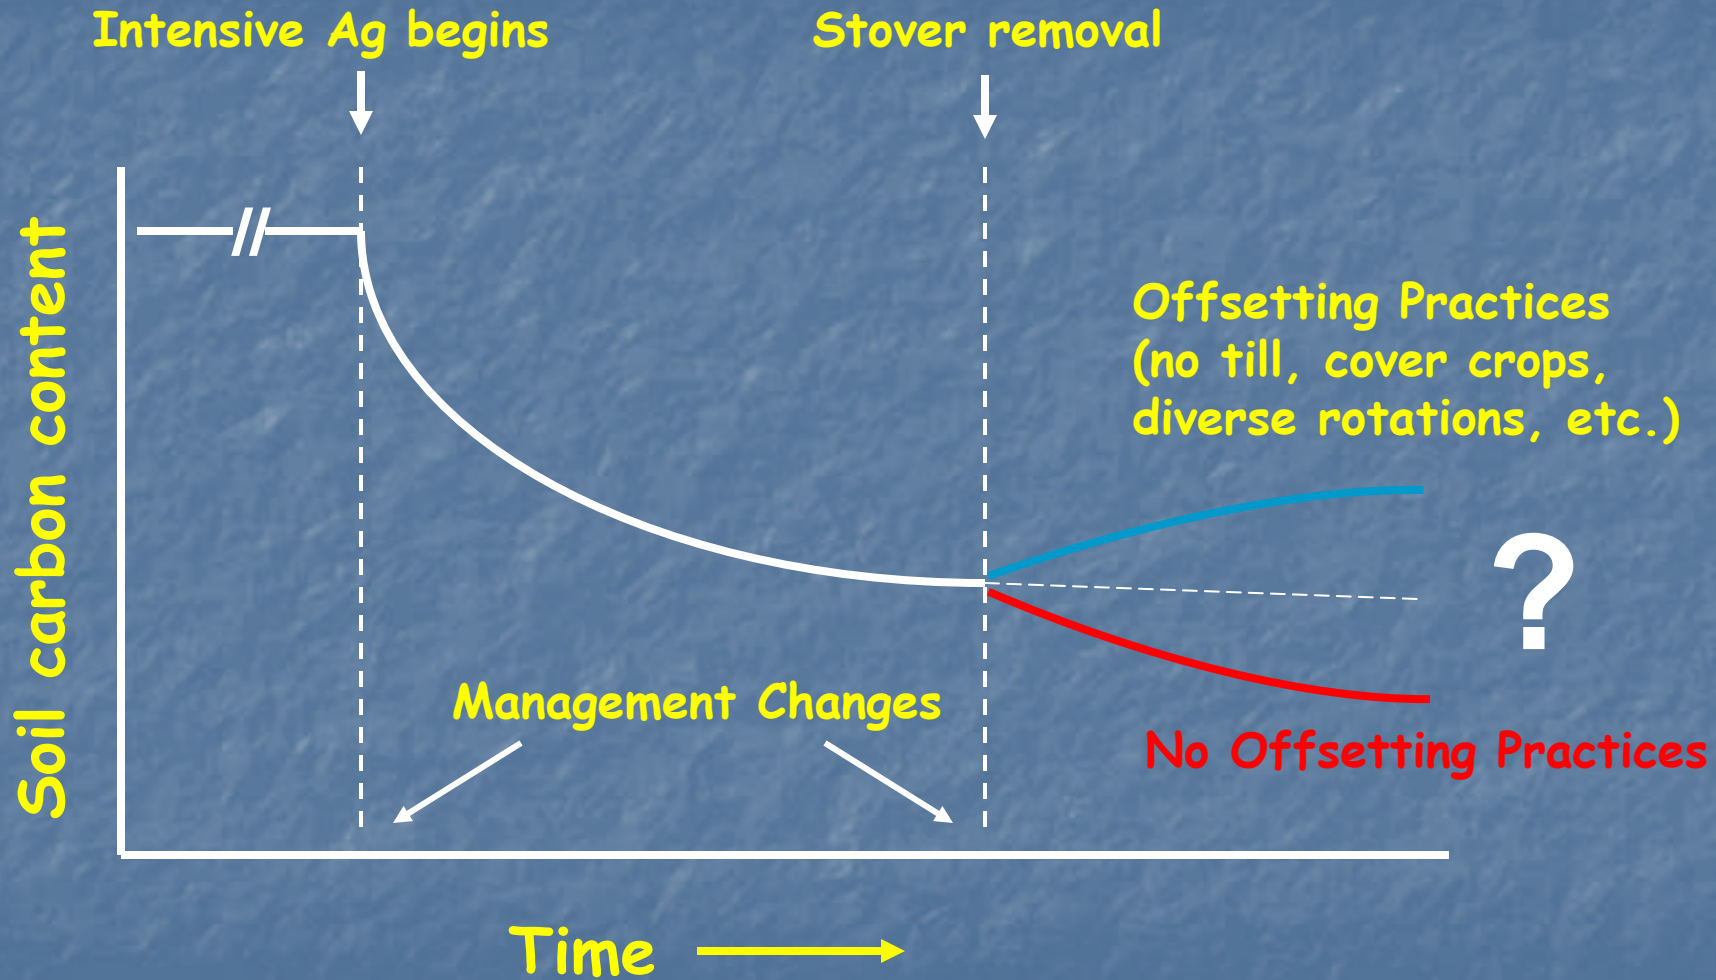 Intensive Ag begins
Stover removal
Soil carbon content
Offsetting Practices
(no till, cover crops,
diverse rotations, etc.)
?
Management Changes
No Offsetting Practices
Time